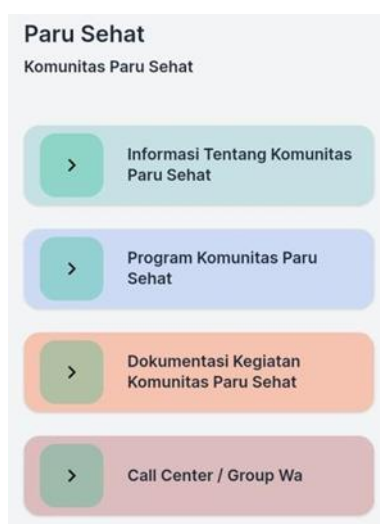 Paru Sehat
Komunitas Paru Sehat
Informasi Tentang Komunitas
Paru Sehat
Program Komunitas Paru
Sehat
Dokumentasi Kegiatan
Komunitas Paru Sehat
Call Center / Group Wa